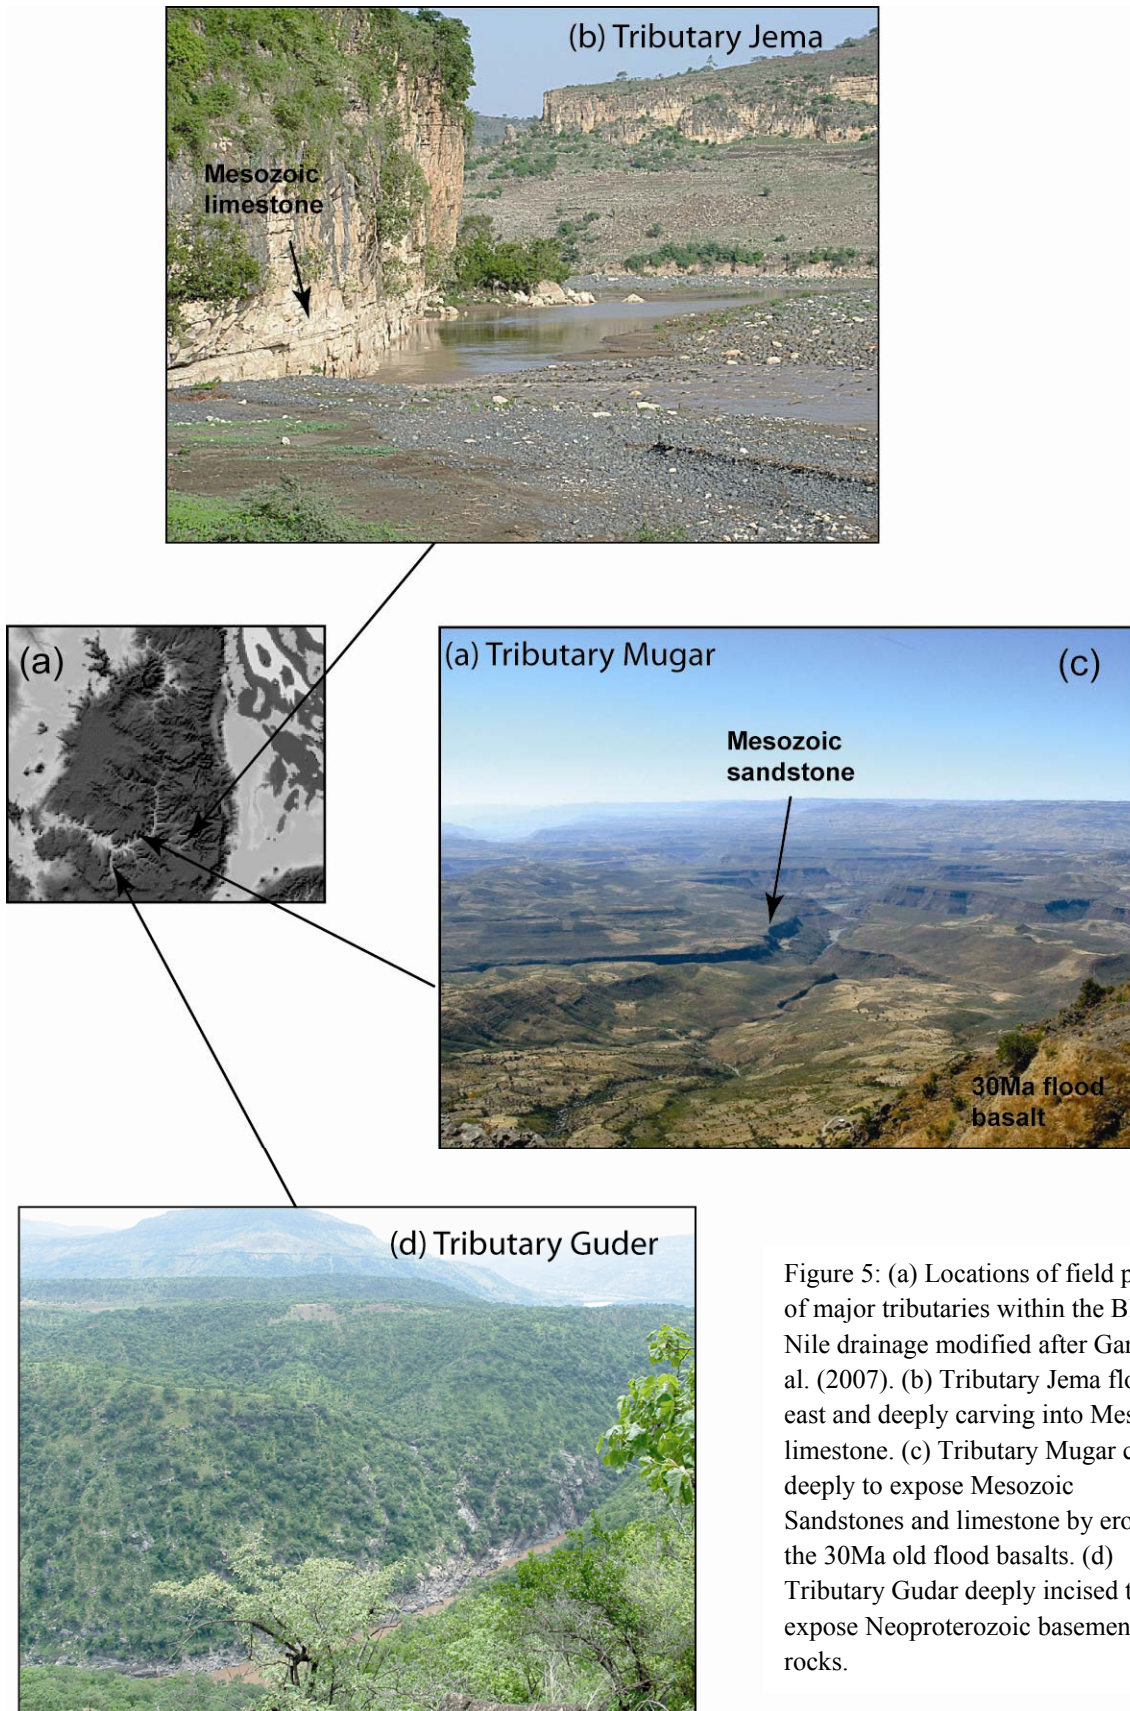 (b) Tributary Jema
Mesozoic
limestone
(a)
(a) Tributary Mugar
(c)
Mesozoic
sandstone
30Ma flood
basalt
(d) Tributary Guder
Figure 5: (a) Locations of field
of major tributaries within the
Nile drainage modified after
al. (2007). (b) Tributary Jema
east and deeply carving into
limestone. (c) Tributary Mugar
deeply to expose Mesozoic
Sandstones and limestone by
the 30Ma old flood basalts. (d)
Tributary Gudar deeply incised
expose Neoproterozoic
rocks.